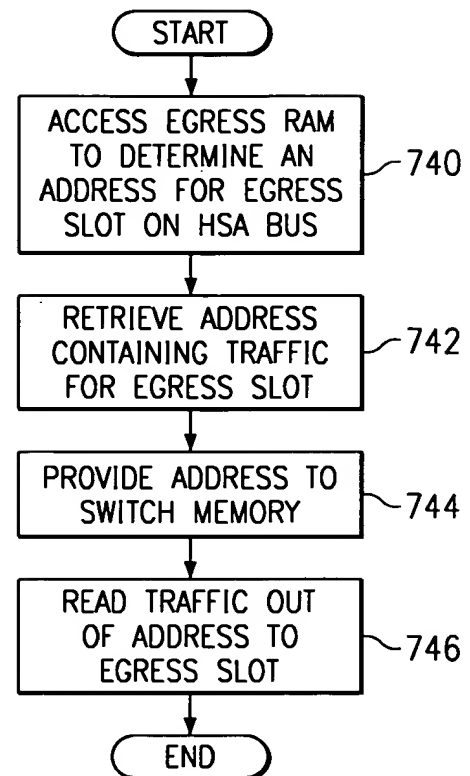 START
ACCESS EGRESS RAM
TO DETERMINE AN
ADDRESS FOR EGRESS
SLOT ON HSA BUS
740
RETRIEVE ADDRESS
CONTAINING TRAFFIC
FOR EGRESS SLOT
742
PROVIDE ADDRESS TO
SWITCH MEMORY
744
READ TRAFFIC OUT
OF ADDRESS TO
EGRESS SLOT
746
END